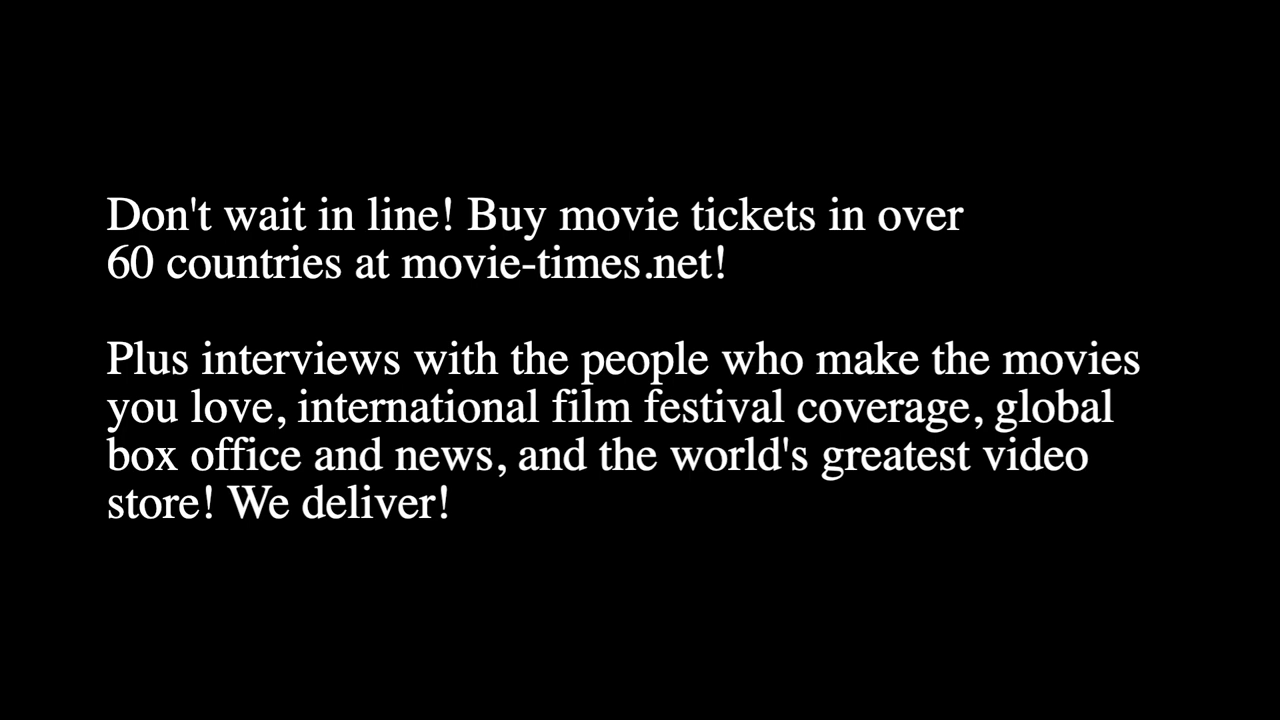 Don't wait in line! Buy movie tickets in over
60 countries at movie-times.net!
Plus interviews with the people who make the movies
you love, international film festival coverage, global
box office and news, and the world's greatest video
store! We deliver!